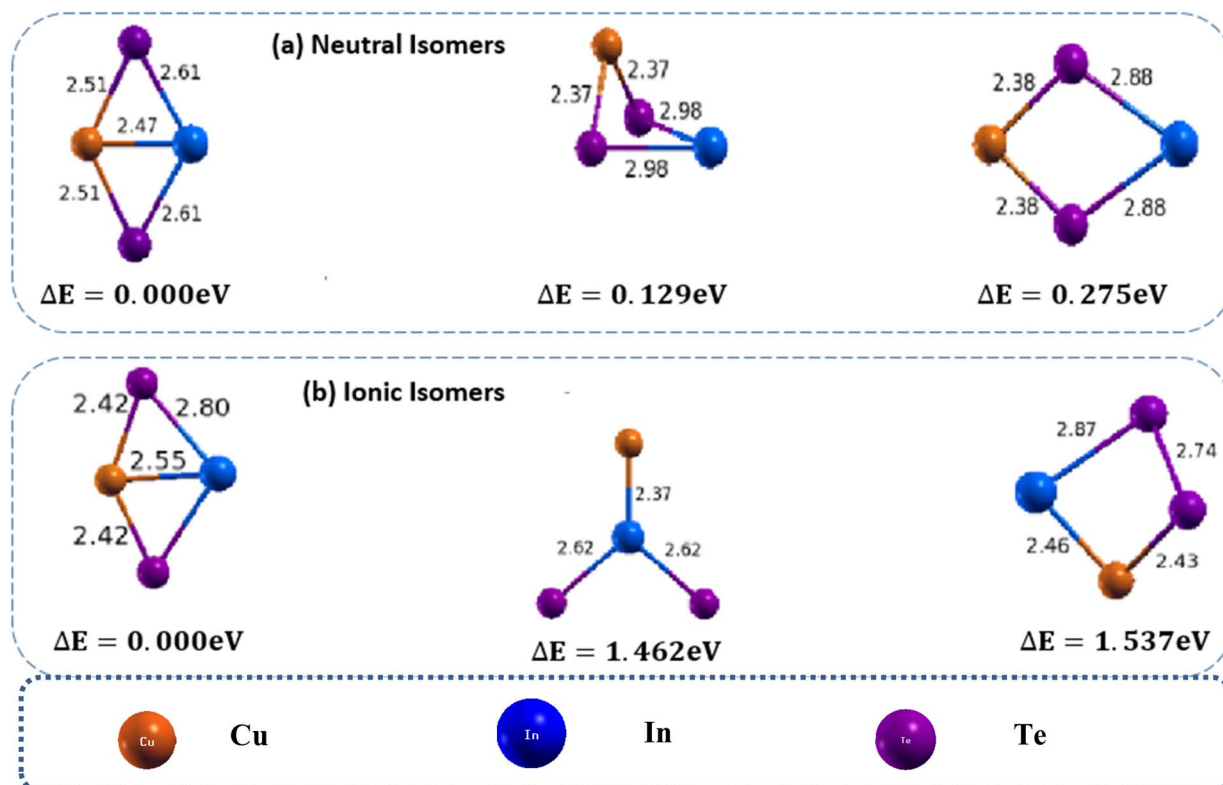 (a) Neutral Isomers
2.51
2.61
2.47
2.51
2.61
ΔE = 0.000eV
2.37
2.37
2.98
2.98
ΔE = 0.129eV
2.38
2.88
2.38
2.88
ΔE = 0.275eV
(b) Ionic Isomers
2.42
2.80
2.55
2.42
ΔE = 0.000eV
2.37
2.62
2.62
ΔE = 1.462eV
2.87
2.74
2.46
2.43
ΔE = 1.537eV
Cu
Cu
In
In
Te
Te